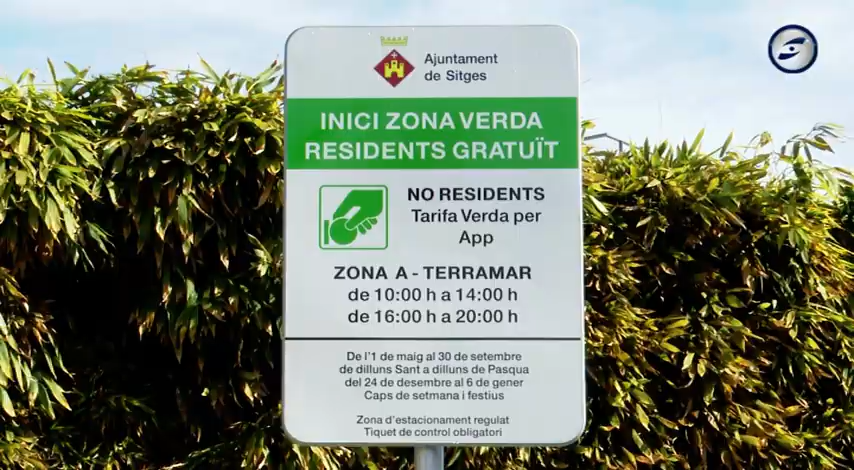 Ajuntament
de Sitges
INICI ZONA VERDA
RESIDENTS GRATUÏT
NO RESIDENTS
Tarifa Verda per
App
ZONA A - TERRAMAR
de 10:00 h a 14:00 h
de 16:00 h a 20:00 h
De l'1 de maig al 30 de setembre
de dilluns Sant a dilluns de Pasqua
del 24 de desembre al 6 de gener
Caps de setmana i festius
Zona d'estacionament regulat
Tiquet de control obligatori